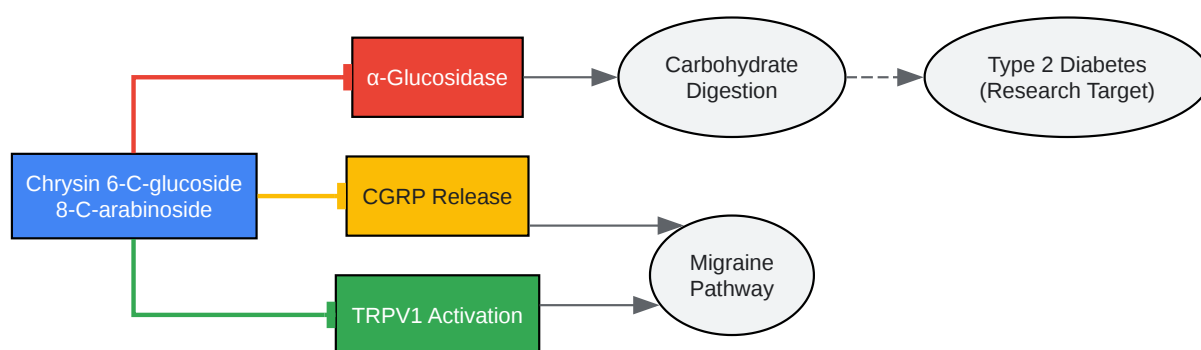 α-Glucosidase
Carbohydrate
Digestion
Type 2 Diabetes
(Research Target)
Chrysin 6-C-glucoside
8-C-arabinoside
CGRP Release
Migraine
Pathway
TRPV1 Activation